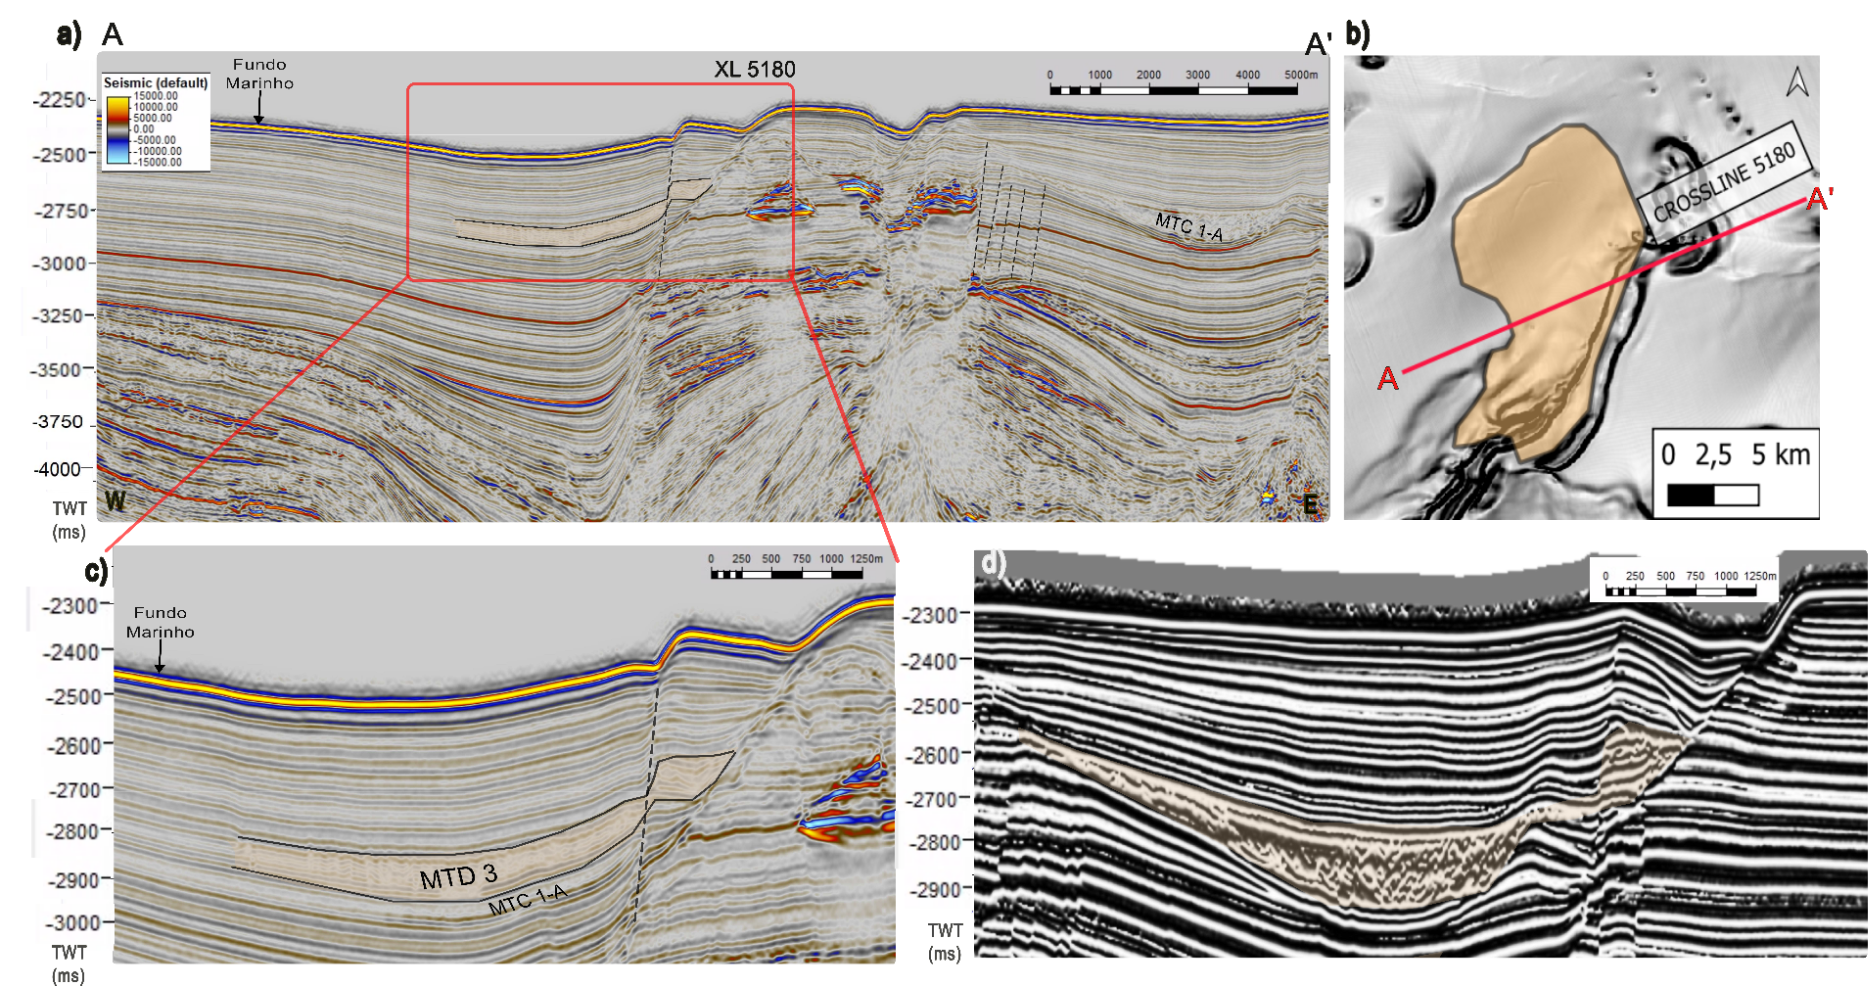 a) A
A'
XL 5180
Fundo
Marinho
Seismic (default)
15000.00
10000.00
5000.00
0.00
-5000.00
-10000.00
-15000.00
0 1000 2000 3000 4000 5000m
-2250
-2500
-2750
-3000
-3250
-3500
-3750
-4000
TWT
(ms)
MTC 1-A
W
E
b)
CROSSLINE 5180
A'
A
0 2,5 5 km
c)
0 250 500 750 1000 1250m
Fundo
Marinho
-2300
-2400
-2500
-2600
-2700
-2800
-2900
-3000
TWT
(ms)
MTD 3
MTC 1-A
d)
0 250 500 750 1000 1250m
-2300
-2400
-2500
-2600
-2700
-2800
-2900
TWT
(ms)